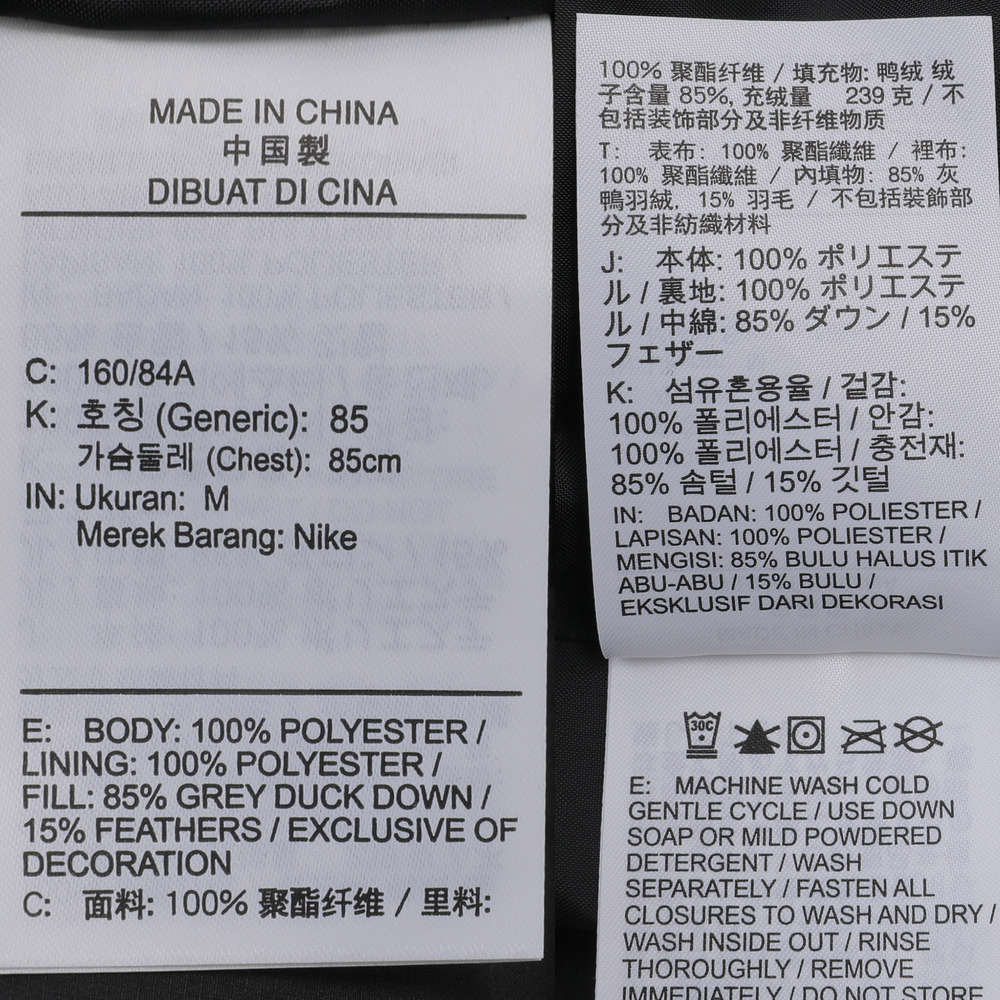 MADE IN CHINA
中国製
DIBUAT DI CINA
C: 160/84A
K: 호칭 (Generic): 85
가슴둘레 (Chest): 85cm
IN: Ukuran: M
Merek Barang: Nike
E: BODY: 100% POLYESTER /
LINING: 100% POLYESTER /
FILL: 85% GREY DUCK DOWN /
15% FEATHERS / EXCLUSIVE OF
DECORATION
C: 面料: 100% 聚酯纤维 / 里料:
100% 聚酯纤维 / 填充物: 鸭绒 绒
子含量 85%, 充绒量 239 克 / 不
包括装饰部分及非纤维物质
T: 表布: 100% 聚酯纖維 / 裡布:
100% 聚酯纖維 / 內填物: 85% 灰
鴨羽絨, 15% 羽毛 / 不包括裝飾部
分及非紡織材料
J: 本体: 100% ポリエステ
ル / 裏地: 100% ポリエステ
ル / 中綿: 85% ダウン / 15%
フェザー
K: 섬유혼용율 / 겉감:
100% 폴리에스터 / 안감:
100% 폴리에스터 / 충전재:
85% 솜털 / 15% 깃털
IN: BADAN: 100% POLIESTER /
LAPISAN: 100% POLIESTER /
MENGISI: 85% BULU HALUS ITIK
ABU-ABU / 15% BULU /
EKSKLUSIF DARI DEKORASI
30C
E: MACHINE WASH COLD
GENTLE CYCLE / USE DOWN
SOAP OR MILD POWDERED
DETERGENT / WASH
SEPARATELY / FASTEN ALL
CLOSURES TO WASH AND DRY /
WASH INSIDE OUT / RINSE
THOROUGHLY / REMOVE
IMMEDIATELY / DO NOT STORE